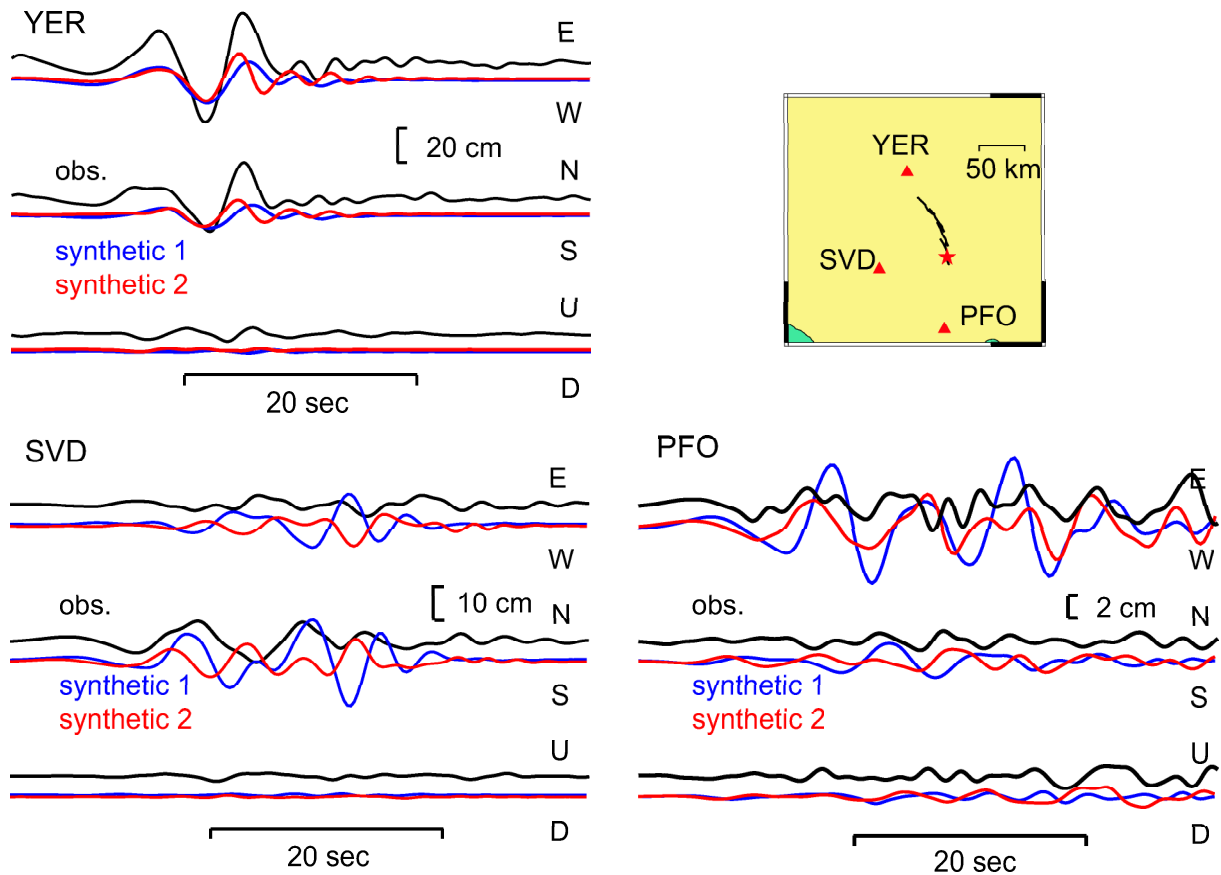 YER
E
W
20 cm
obs.
N
synthetic 1
S
synthetic 2
U
20 sec
D
YER
50 km
SVD
PFO
SVD
E
W
obs.
10 cm
N
synthetic 1
S
synthetic 2
U
20 sec
D
PFO
E
W
obs.
2 cm
N
synthetic 1
S
synthetic 2
U
20 sec
D